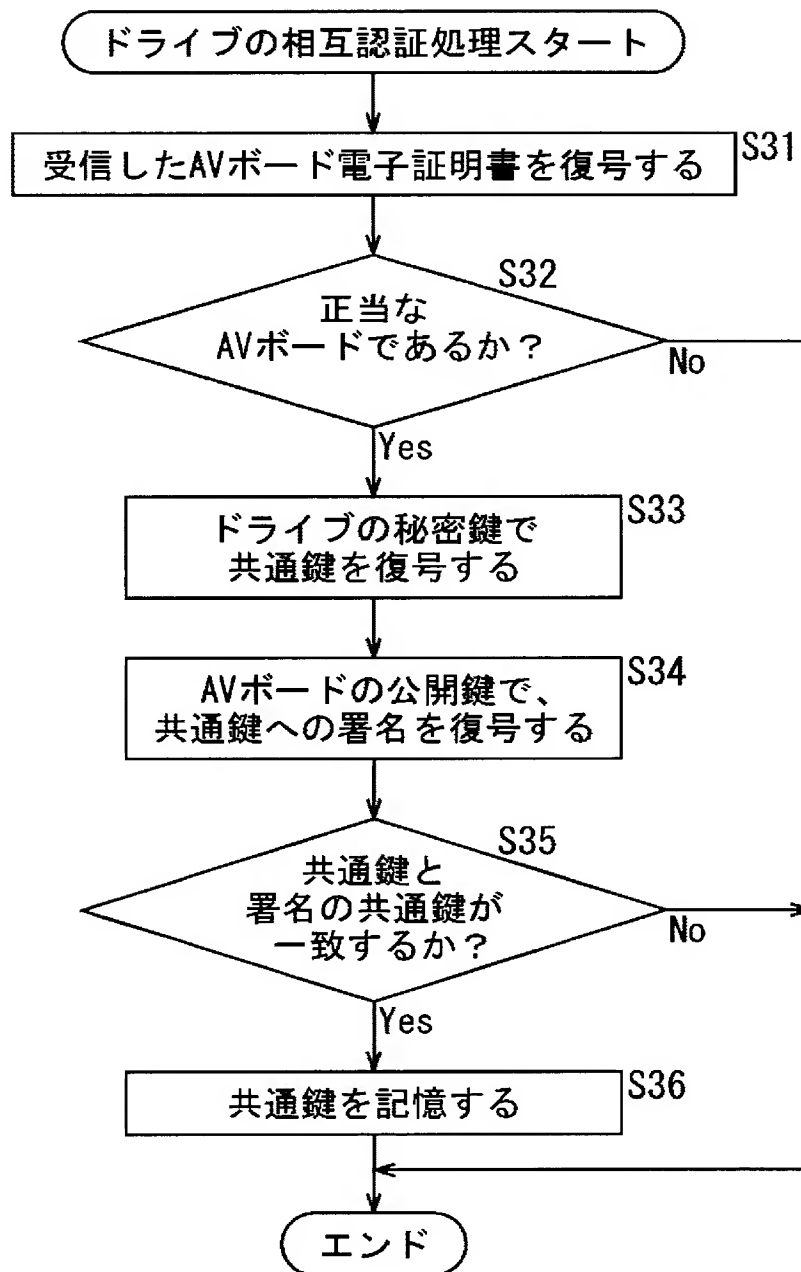 ドライブの相互認証処理スタート
受信したAVボード電子証明書を復号する
S31
S32
正当な
AVボードであるか？
No
Yes
S33
ドライブの秘密鍵で
共通鍵を復号する
S34
AVボードの公開鍵で、
共通鍵への署名を復号する
S35
共通鍵と
署名の共通鍵が
一致するか？
No
Yes
S36
共通鍵を記憶する
エンド